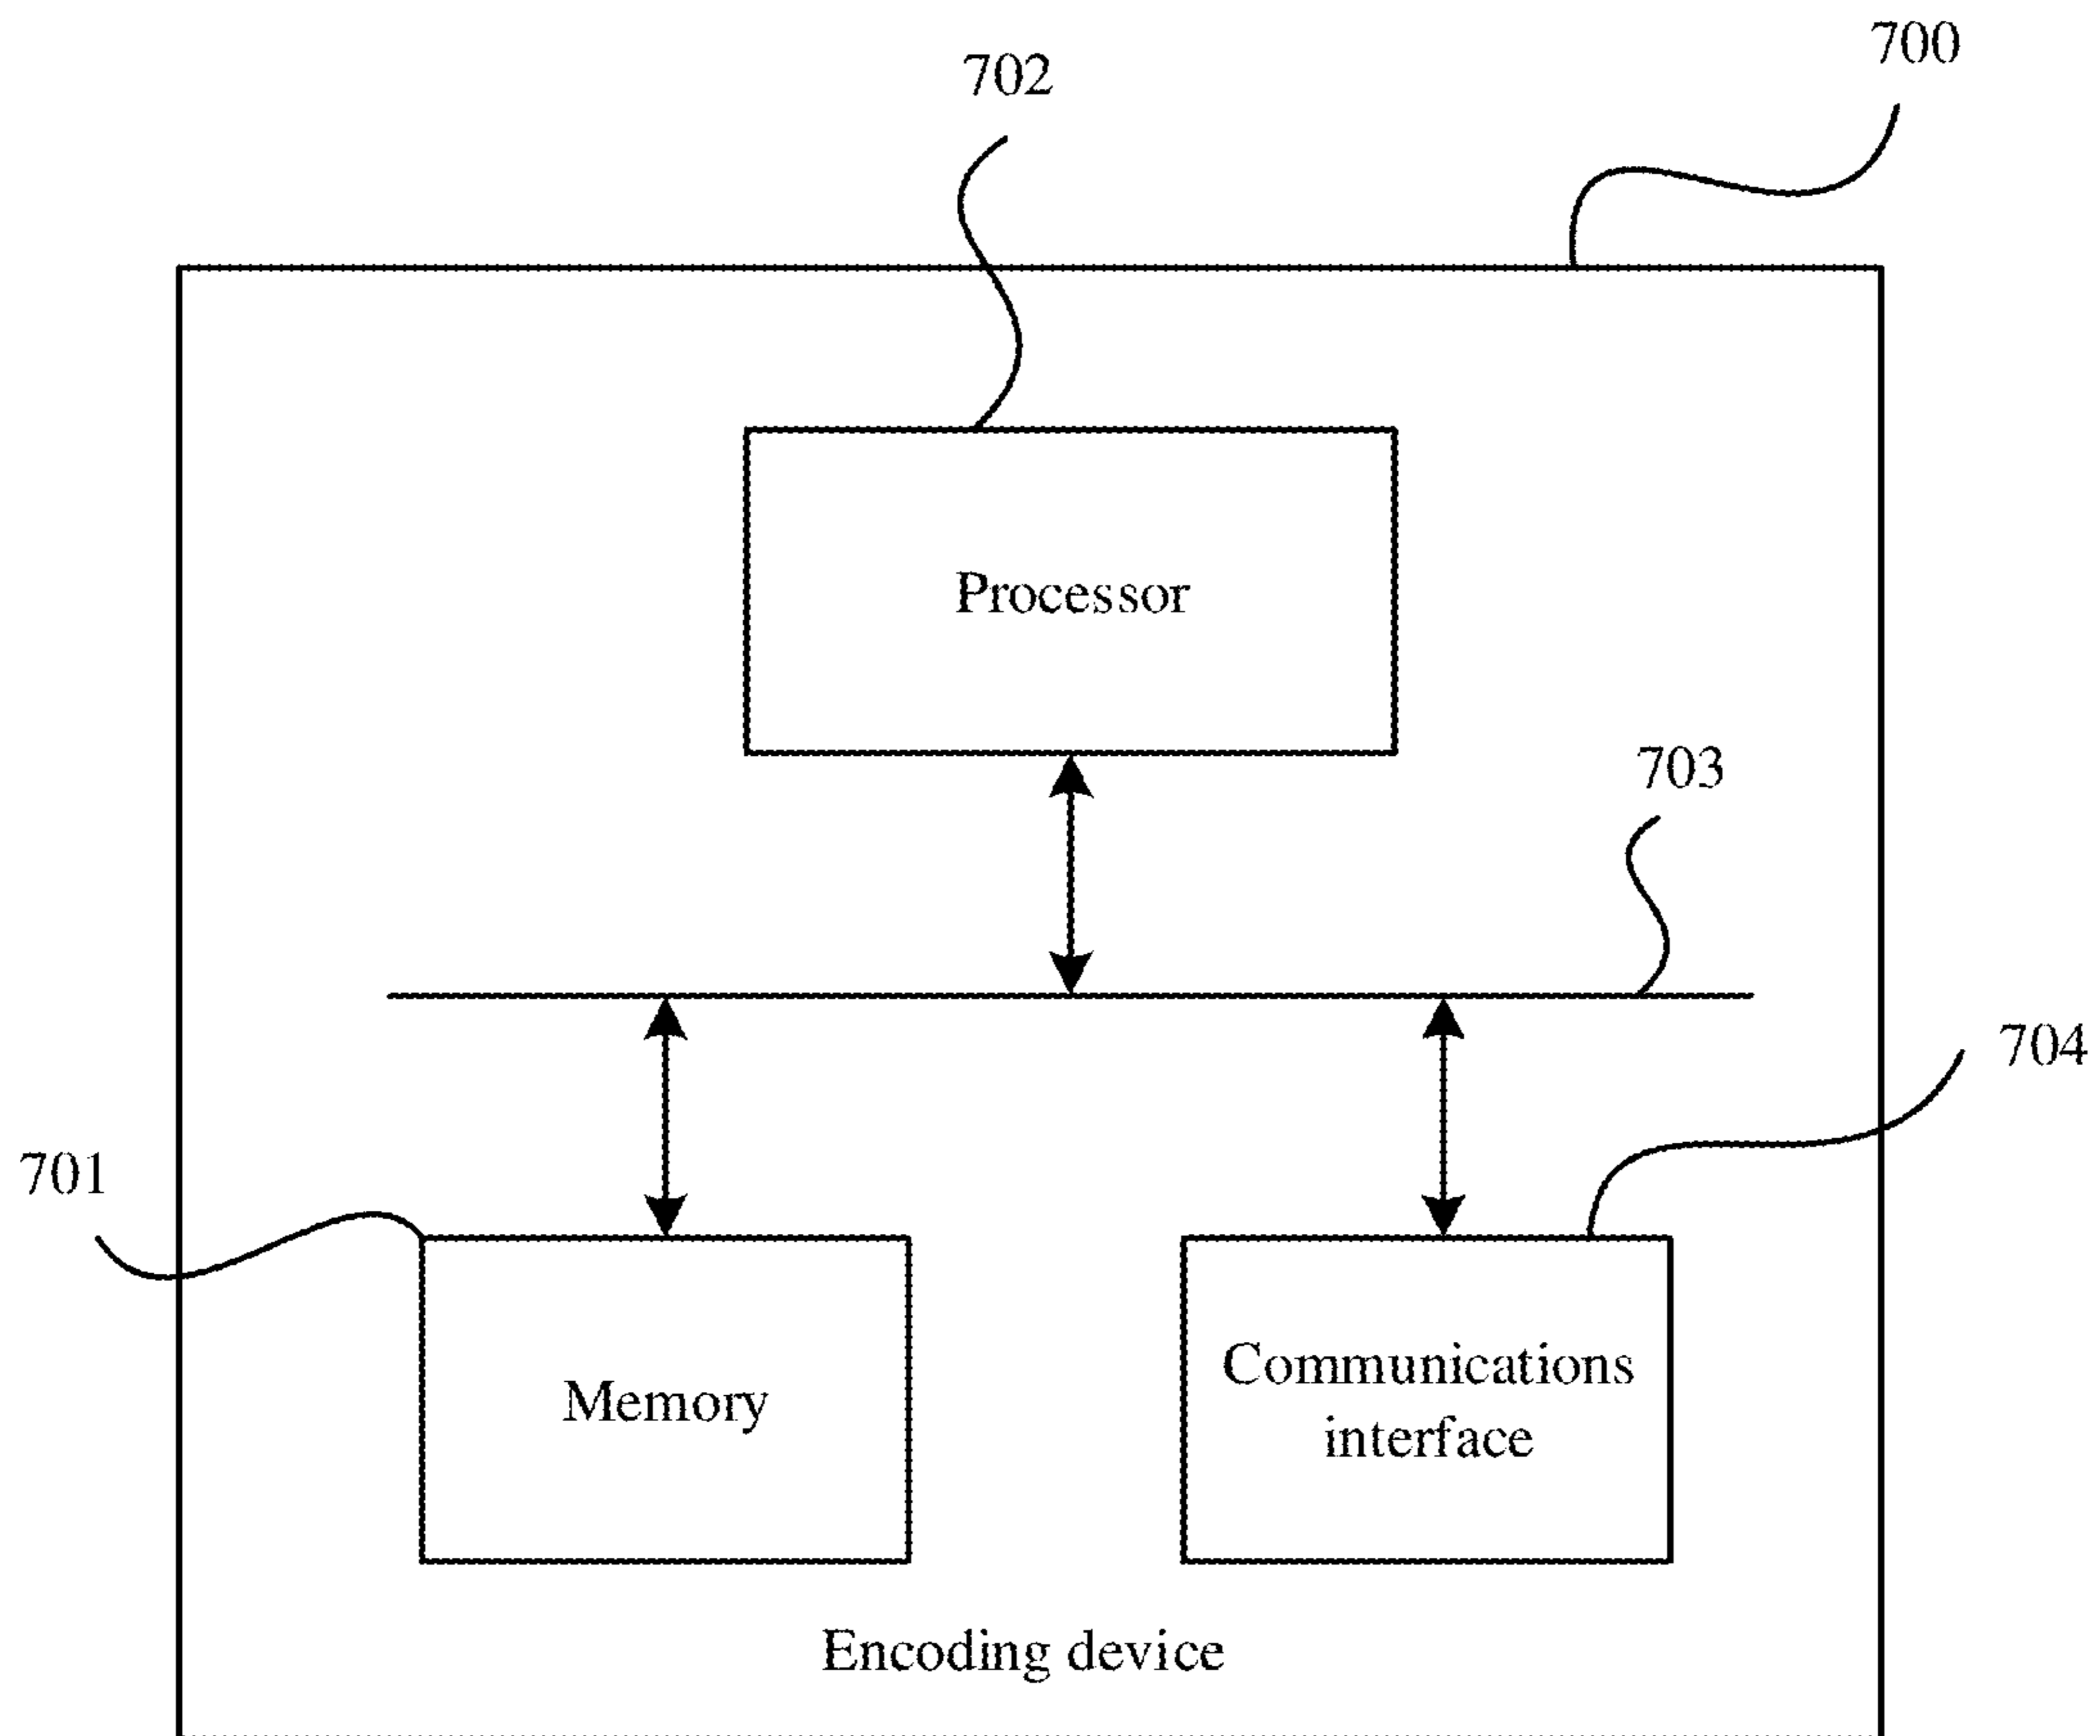 700
702
Processor
703
704
701
Communications
interface
Memory
Encoding device